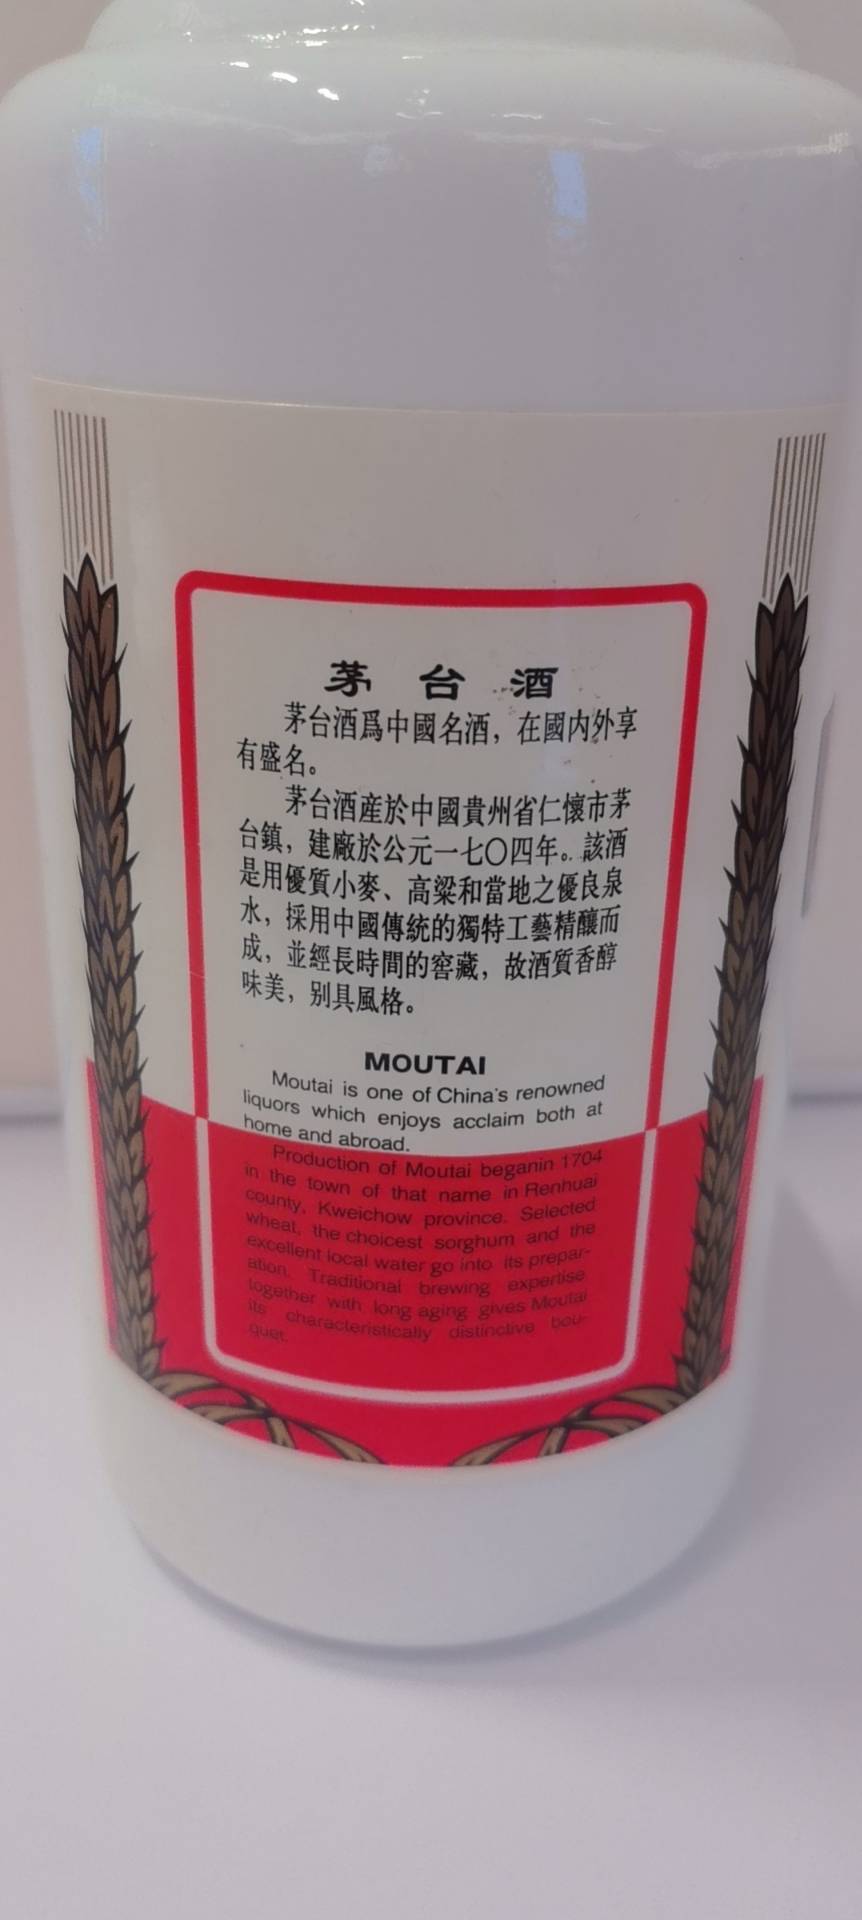 茅台酒
茅台酒爲中國名酒，在國内外享
有盛名。
茅台酒産於中國貴州省仁懷市茅
台鎮，建廠於公元一七〇四年。該酒
是用優質小麥、高粱和當地之優良泉
水，採用中國傳統的獨特工藝精釀而
成，並經長時間的窖藏，故酒質香醇
味美，别具風格。
MOUTAI
Moutai is one of China's renowned
liquors which enjoys acclaim both at
home and abroad.
Production of Moutai beganin 1704
in the town of that name in Renhuai
county, Kweichow province. Selected
wheat, the choicest sorghum and the
excellent local water go into its prepar-
ation. Traditional brewing expertise
together with long aging gives Moutai
its characteristically distinctive bou-
quet.